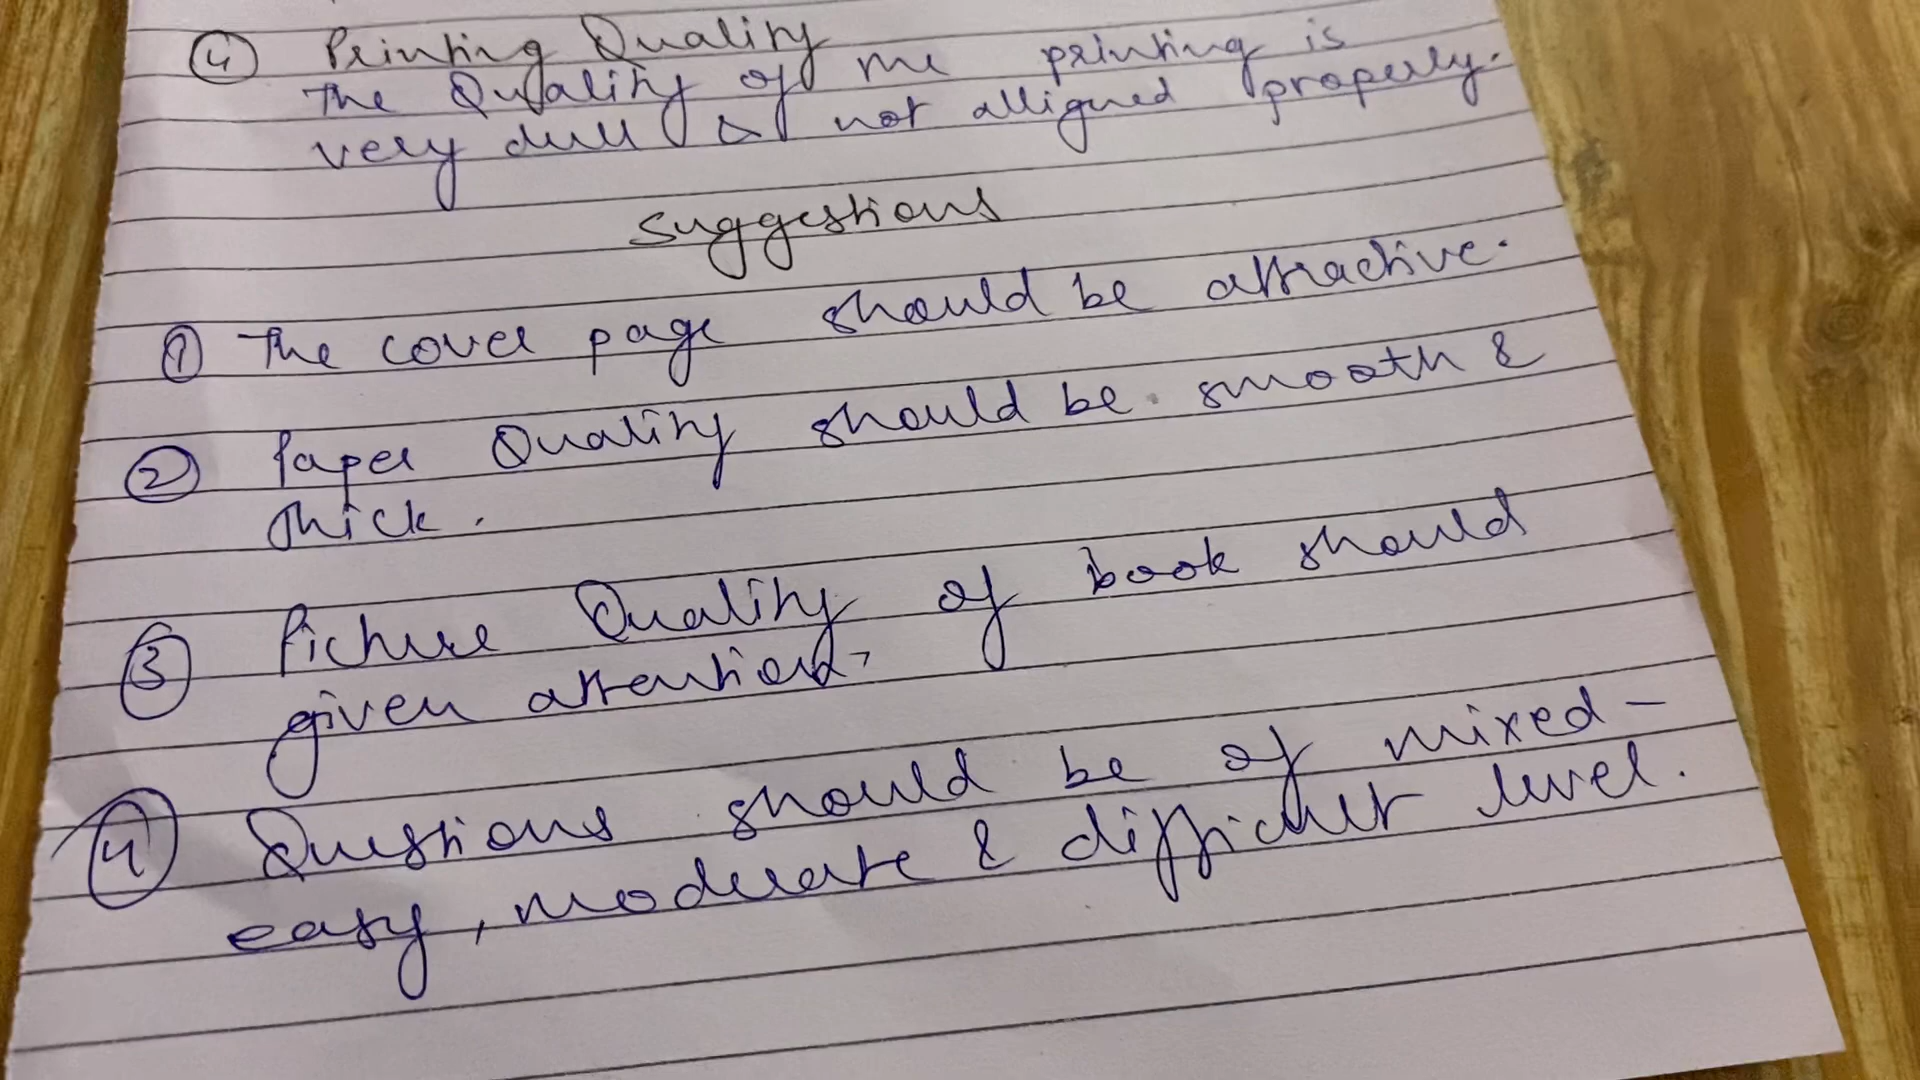 ④ Printing Quality
The Quality of the printing is
very dull & not alligned properly.
Suggestions
① The cover page should be attractive.
② Paper Quality should be smooth &
thick.
③ Picture Quality of book should
given attention.
④ Questions should be of mixed -
easy, moderate & difficult level.